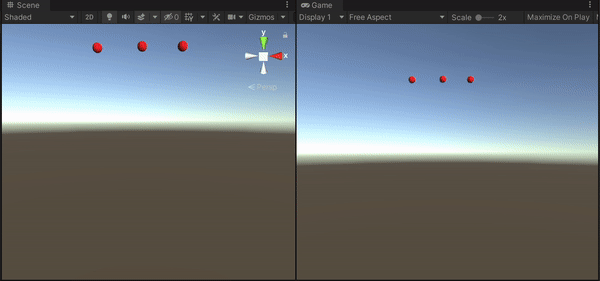 Scene
Game
Shaded
2D
0
Gizmos
Display 1
Free Aspect
Scale
2x
Maximize On Play
y
x
Persp